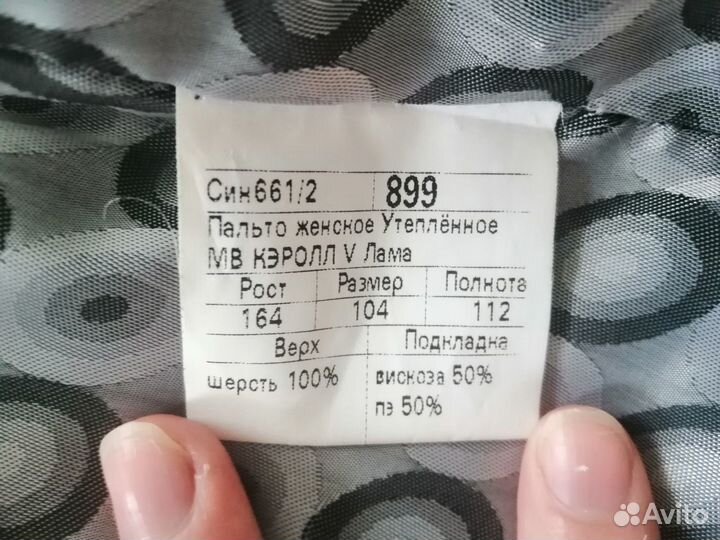 Син661/2 899
Пальто женское Утеплённое
МВ КЭРОЛЛ V Лама
Рост Размер Полнота
164 104 112
Верх Подкладка
шерсть 100% вискоза 50%
пэ 50%
Avito